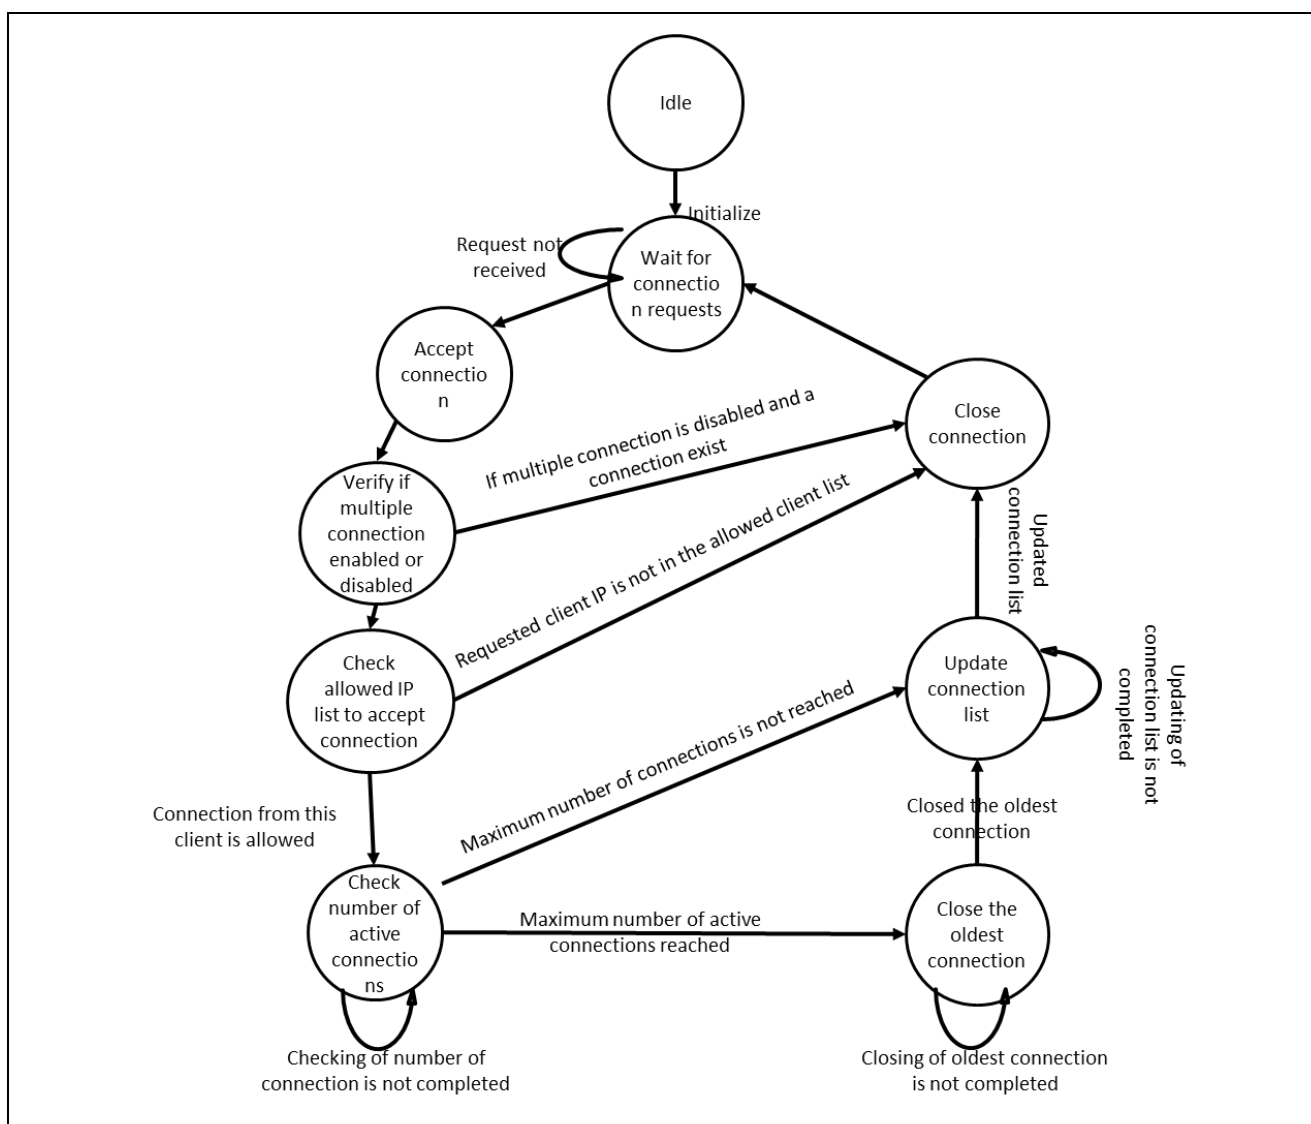 Idle
Initialize
Request not
received
Wait for
connectio
n requests
Accept
connectio
n
If multiple connection is disabled and a
connection exist
Close
connection
Verify if
multiple
connection
enabled or
disabled
Requested client IP is not in the allowed client list
Updated
connection list
Check
allowed IP
list to accept
connection
Maximum number of connections is not reached
Update
connection
list
Updating of
connection list is not
completed
Connection from this
client is allowed
Closed the oldest
connection
Check
number of
active
connectio
ns
Maximum number of active
connections reached
Close the
oldest
connection
Checking of number of
connection is not completed
Closing of oldest connection
is not completed